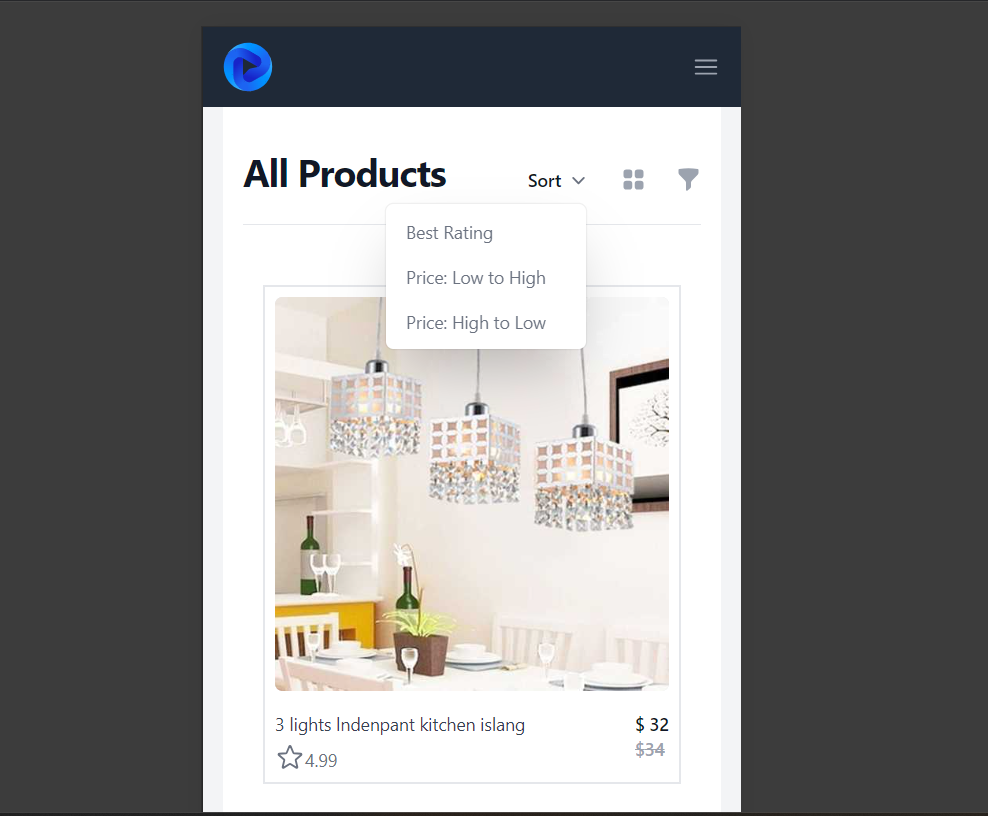 All Products
Sort
Best Rating
Price: Low to High
Price: High to Low
3 lights Indenpant kitchen islang
$ 32
4.99
$34